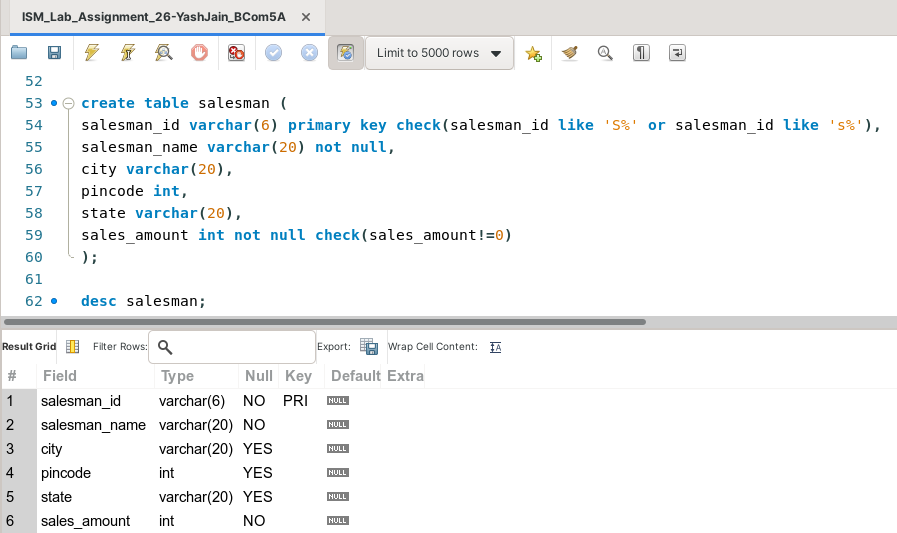 ISM_Lab_Assignment_26-YashJain_BCom5A ×
Limit to 5000 rows
52
53 create table salesman (
54 salesman_id varchar(6) primary key check(salesman_id like 'S%' or salesman_id like 's%'),
55 salesman_name varchar(20) not null,
56 city varchar(20),
57 pincode int,
58 state varchar(20),
59 sales_amount int not null check(sales_amount!=0)
60 );
61
62 desc salesman;
Result Grid Filter Rows: Export: Wrap Cell Content: IA
# Field Type Null Key Default Extra
1 salesman_id varchar(6) NO PRI NULL
2 salesman_name varchar(20) NO NULL
3 city varchar(20) YES NULL
4 pincode int YES NULL
5 state varchar(20) YES NULL
6 sales_amount int NO NULL